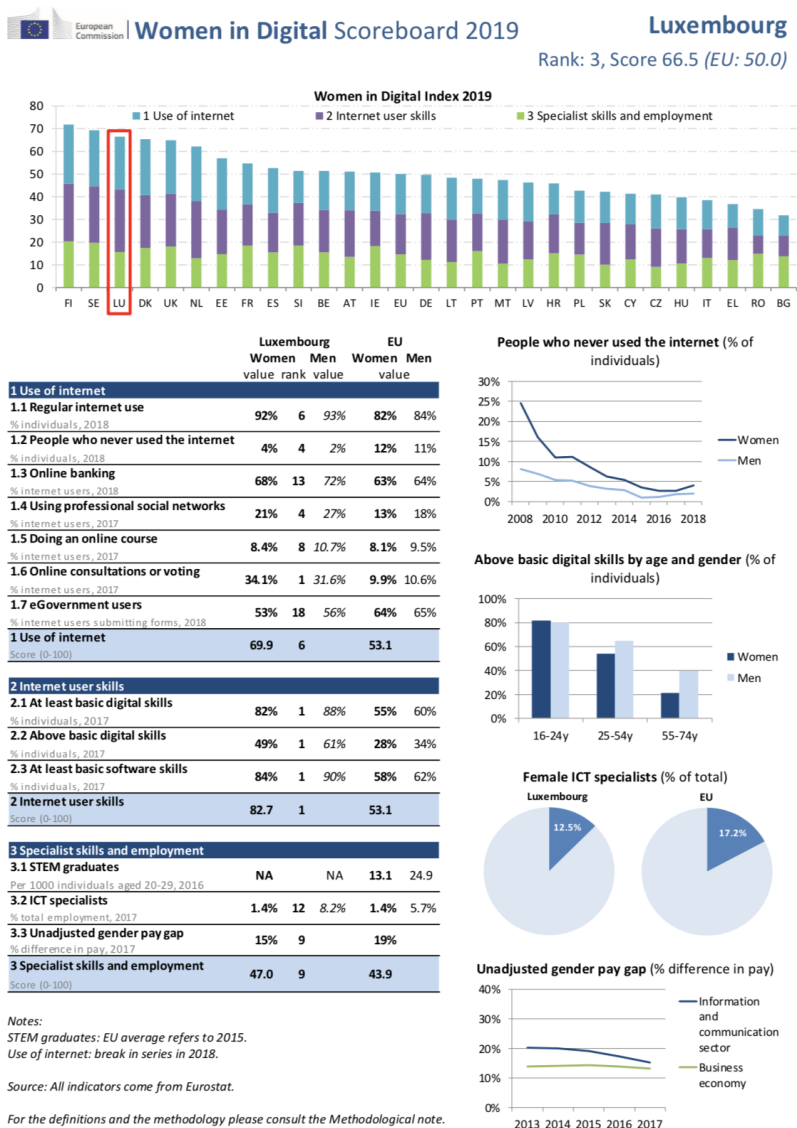 European
Commission
Women in Digital Scoreboard 2019
Luxembourg
Rank: 3, Score 66.5 (EU: 50.0)
Women in Digital Index 2019
1 Use of internet
2 Internet user skills
3 Specialist skills and employment
80
70
60
50
40
30
20
10
0
FI SE LU DK UK NL EE FR ES SI BE AT IE EU DE LT PT MT LV HR PL SK CY CZ HU IT EL RO BG
Luxembourg EU
Women Men Women Men
value rank value value
1 Use of internet
1.1 Regular internet use
92% 6 93% 82% 84%
% individuals, 2018
1.2 People who never used the internet
4% 4 2% 12% 11%
% individuals, 2018
1.3 Online banking
68% 13 72% 63% 64%
% internet users, 2018
1.4 Using professional social networks
21% 4 27% 13% 18%
% internet users, 2017
1.5 Doing an online course
8.4% 8 10.7% 8.1% 9.5%
% internet users, 2017
1.6 Online consultations or voting
34.1% 1 31.6% 9.9% 10.6%
% internet users, 2017
1.7 eGovernment users
53% 18 56% 64% 65%
% internet users submitting forms, 2018
1 Use of internet
69.9 6 53.1
Score (0-100)
2 Internet user skills
2.1 At least basic digital skills
82% 1 88% 55% 60%
% individuals, 2017
2.2 Above basic digital skills
49% 1 61% 28% 34%
% individuals, 2017
2.3 At least basic software skills
84% 1 90% 58% 62%
% individuals, 2017
2 Internet user skills
82.7 1 53.1
Score (0-100)
3 Specialist skills and employment
3.1 STEM graduates
NA NA 13.1 24.9
Per 1000 individuals aged 20-29, 2016
3.2 ICT specialists
1.4% 12 8.2% 1.4% 5.7%
% total employment, 2017
3.3 Unadjusted gender pay gap
15% 9 19%
% difference in pay, 2017
3 Specialist skills and employment
47.0 9 43.9
Score (0-100)
Notes:
STEM graduates: EU average refers to 2015.
Use of internet: break in series in 2018.
Source: All indicators come from Eurostat.
For the definitions and the methodology please consult the Methodological note.
People who never used the internet (% of
individuals)
30%
25%
20%
15%
10%
5%
0%
2008 2010 2012 2014 2016 2018
Women
Men
Above basic digital skills by age and gender (% of
individuals)
100%
80%
60%
40%
20%
0%
16-24y 25-54y 55-74y
Women
Men
Female ICT specialists (% of total)
Luxembourg EU
12.5% 17.2%
Unadjusted gender pay gap (% difference in pay)
40%
30%
20%
10%
0%
2013 2014 2015 2016 2017
Information
and
communication
sector
Business
economy